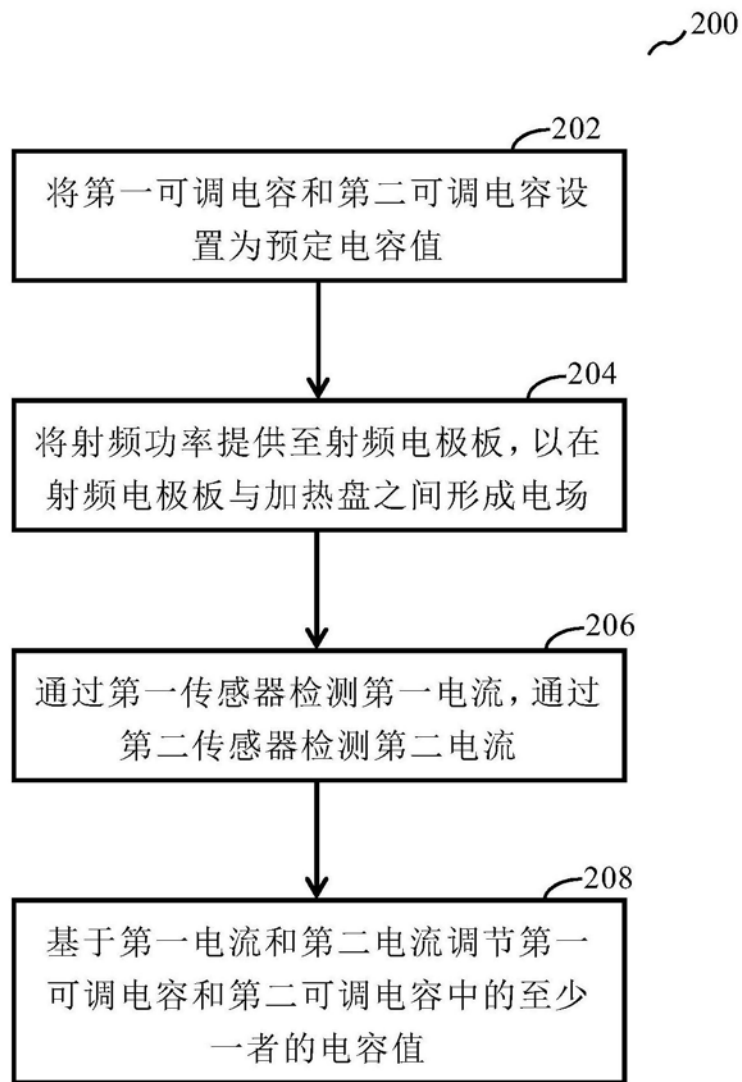 200
202
将第一可调电容和第二可调电容设
置为预定电容值
204
将射频功率提供至射频电极板，以在
射频电极板与加热盘之间形成电场
206
通过第一传感器检测第一电流，通过
第二传感器检测第二电流
208
基于第一电流和第二电流调节第一
可调电容和第二可调电容中的至少
一者的电容值